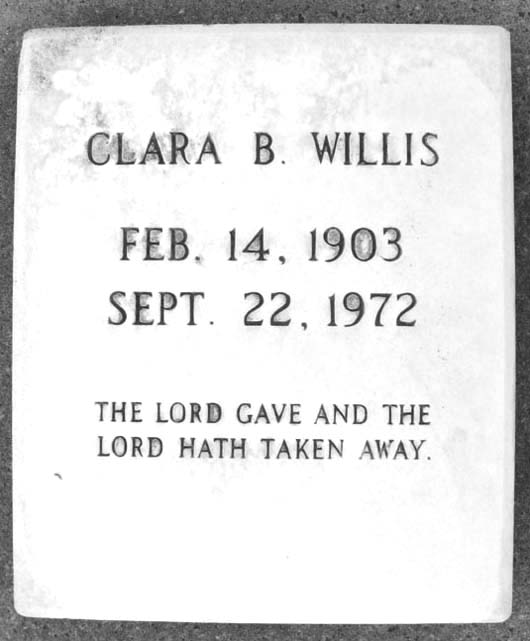 CLARA B. WILLIS
FEB. 14, 1903
SEPT. 22, 1972
THE LORD GAVE AND THE
LORD HATH TAKEN AWAY.